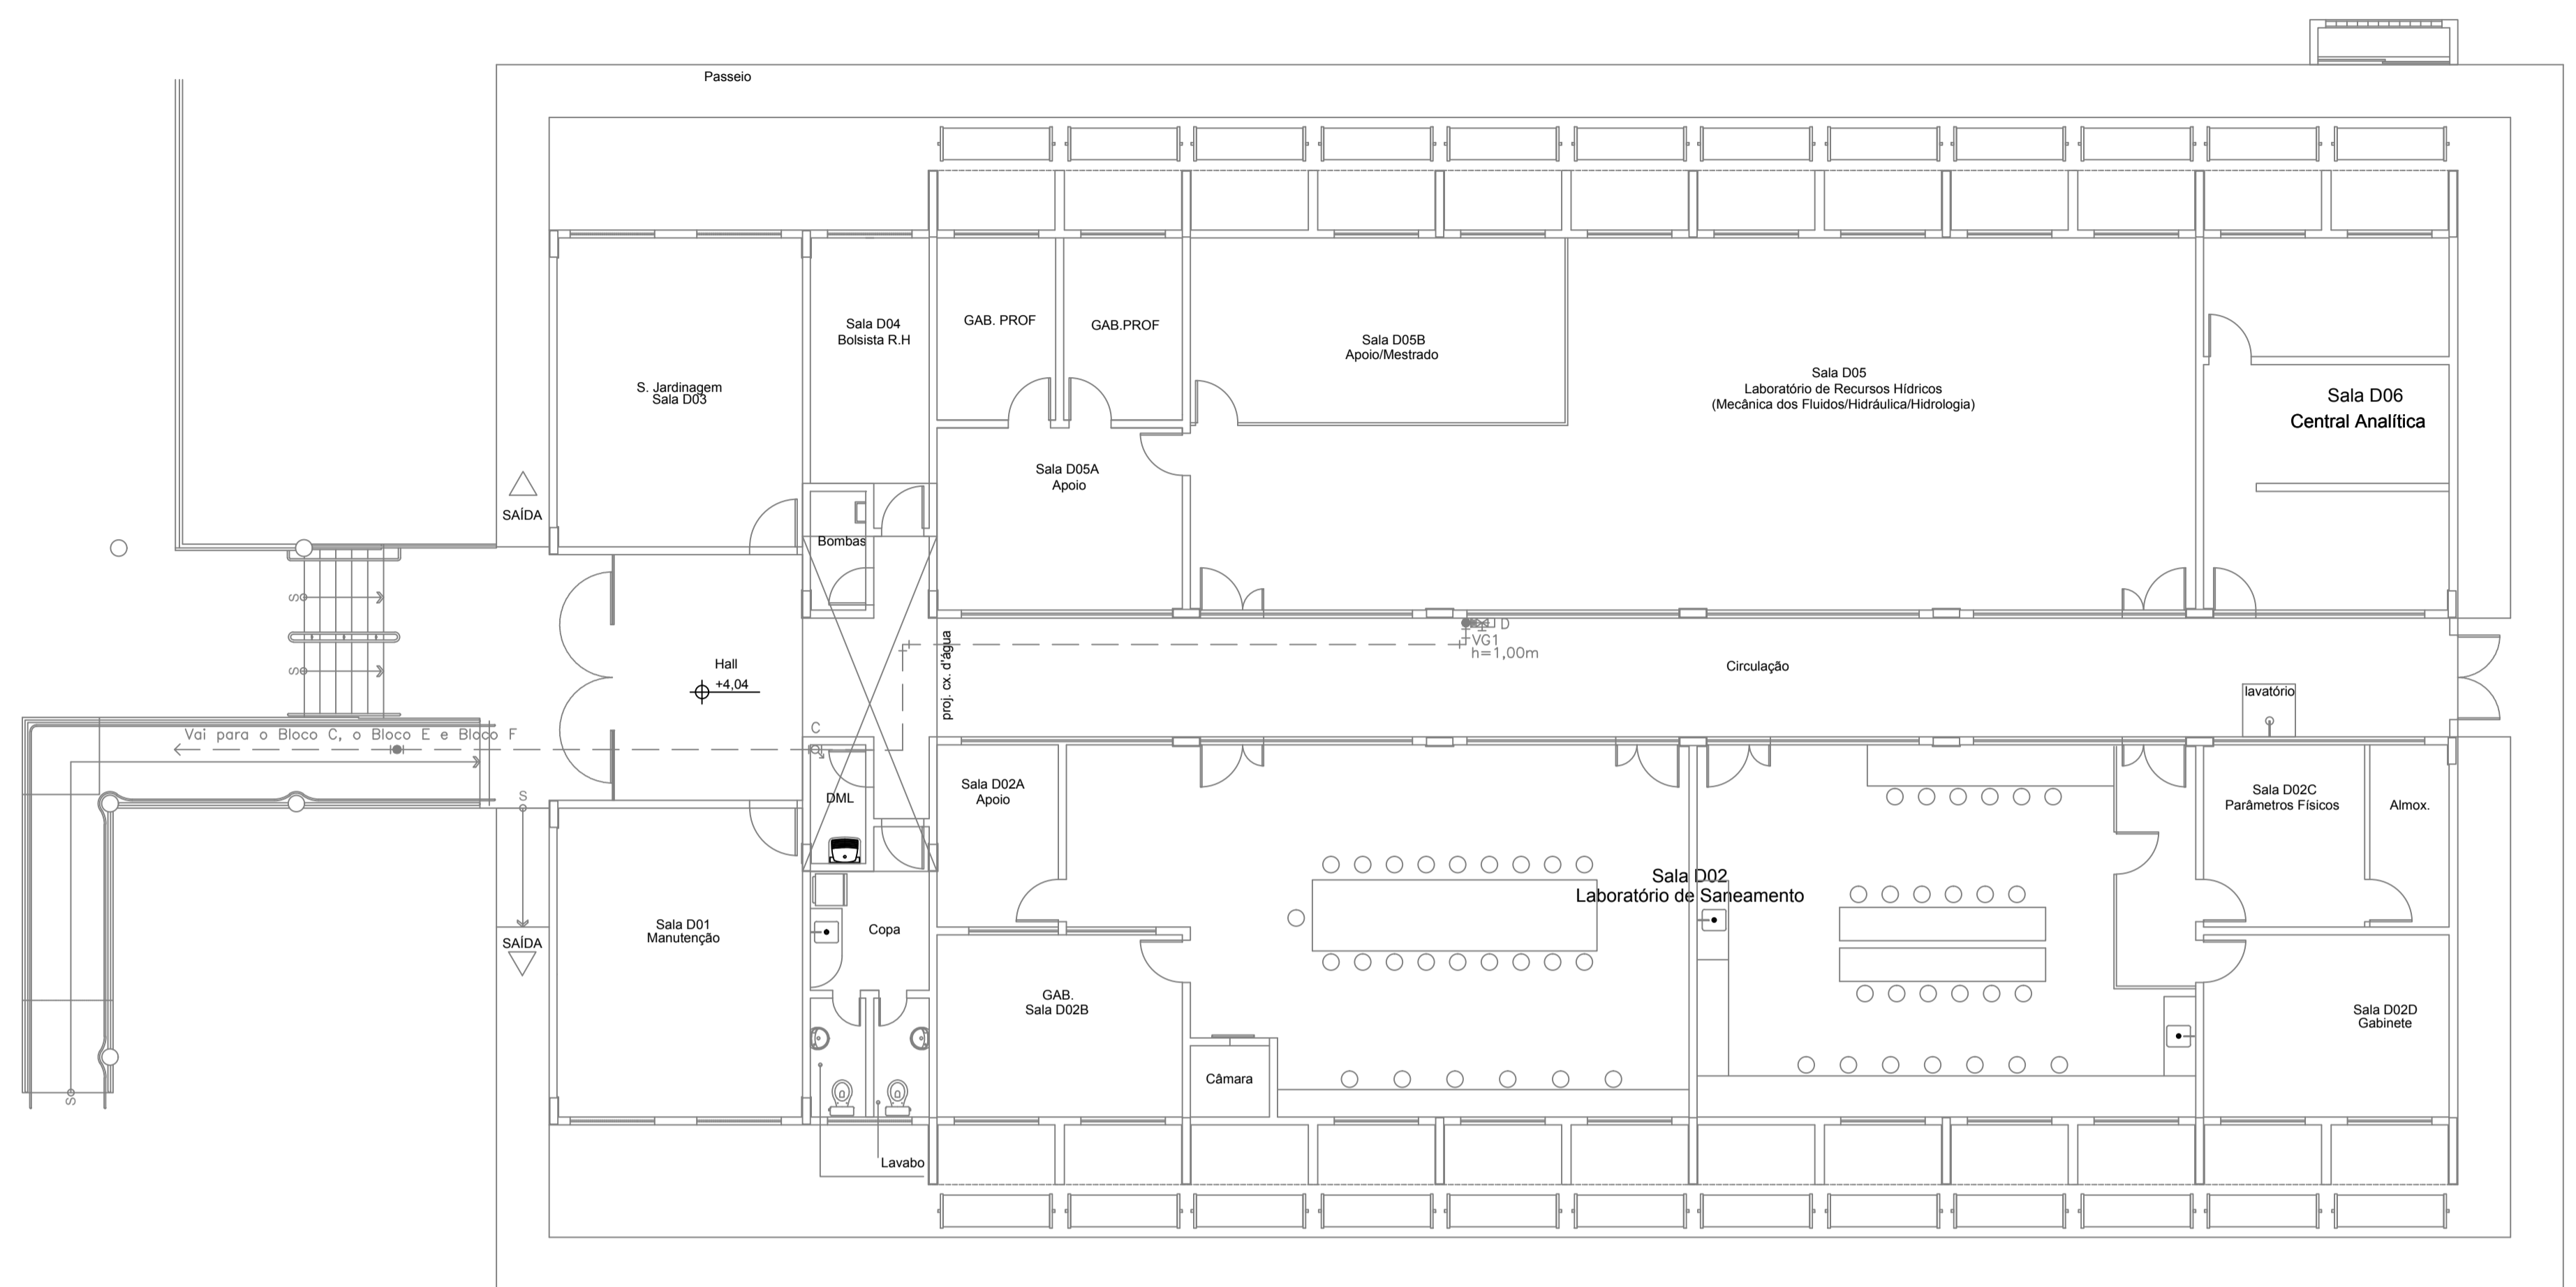 Passeio
Sala D04
Bolsista R.H
GAB. PROF
GAB.PROF
Sala D05B
Apoio/Mestrado
Sala D05
Laboratório de Recursos Hídricos
(Mecânica dos Fluidos/Hidráulica/Hidrologia)
S. Jardinagem
Sala D03
Sala D06
Central Analítica
Sala D05A
Apoio
SAÍDA
Bombas
S
S
Hall
+4,04
proj. cx. d'água
D
VG1
h=1,00m
Circulação
lavatório
Vai para o Bloco C, o Bloco E e Bloco F
C
S
DML
Sala D02A
Apoio
Sala D02C
Parâmetros Físicos
Almox.
Sala D02
Laboratório de Saneamento
Sala D01
Manutenção
SAÍDA
Copa
GAB.
Sala D02B
Sala D02D
Gabinete
Câmara
S
Lavabo